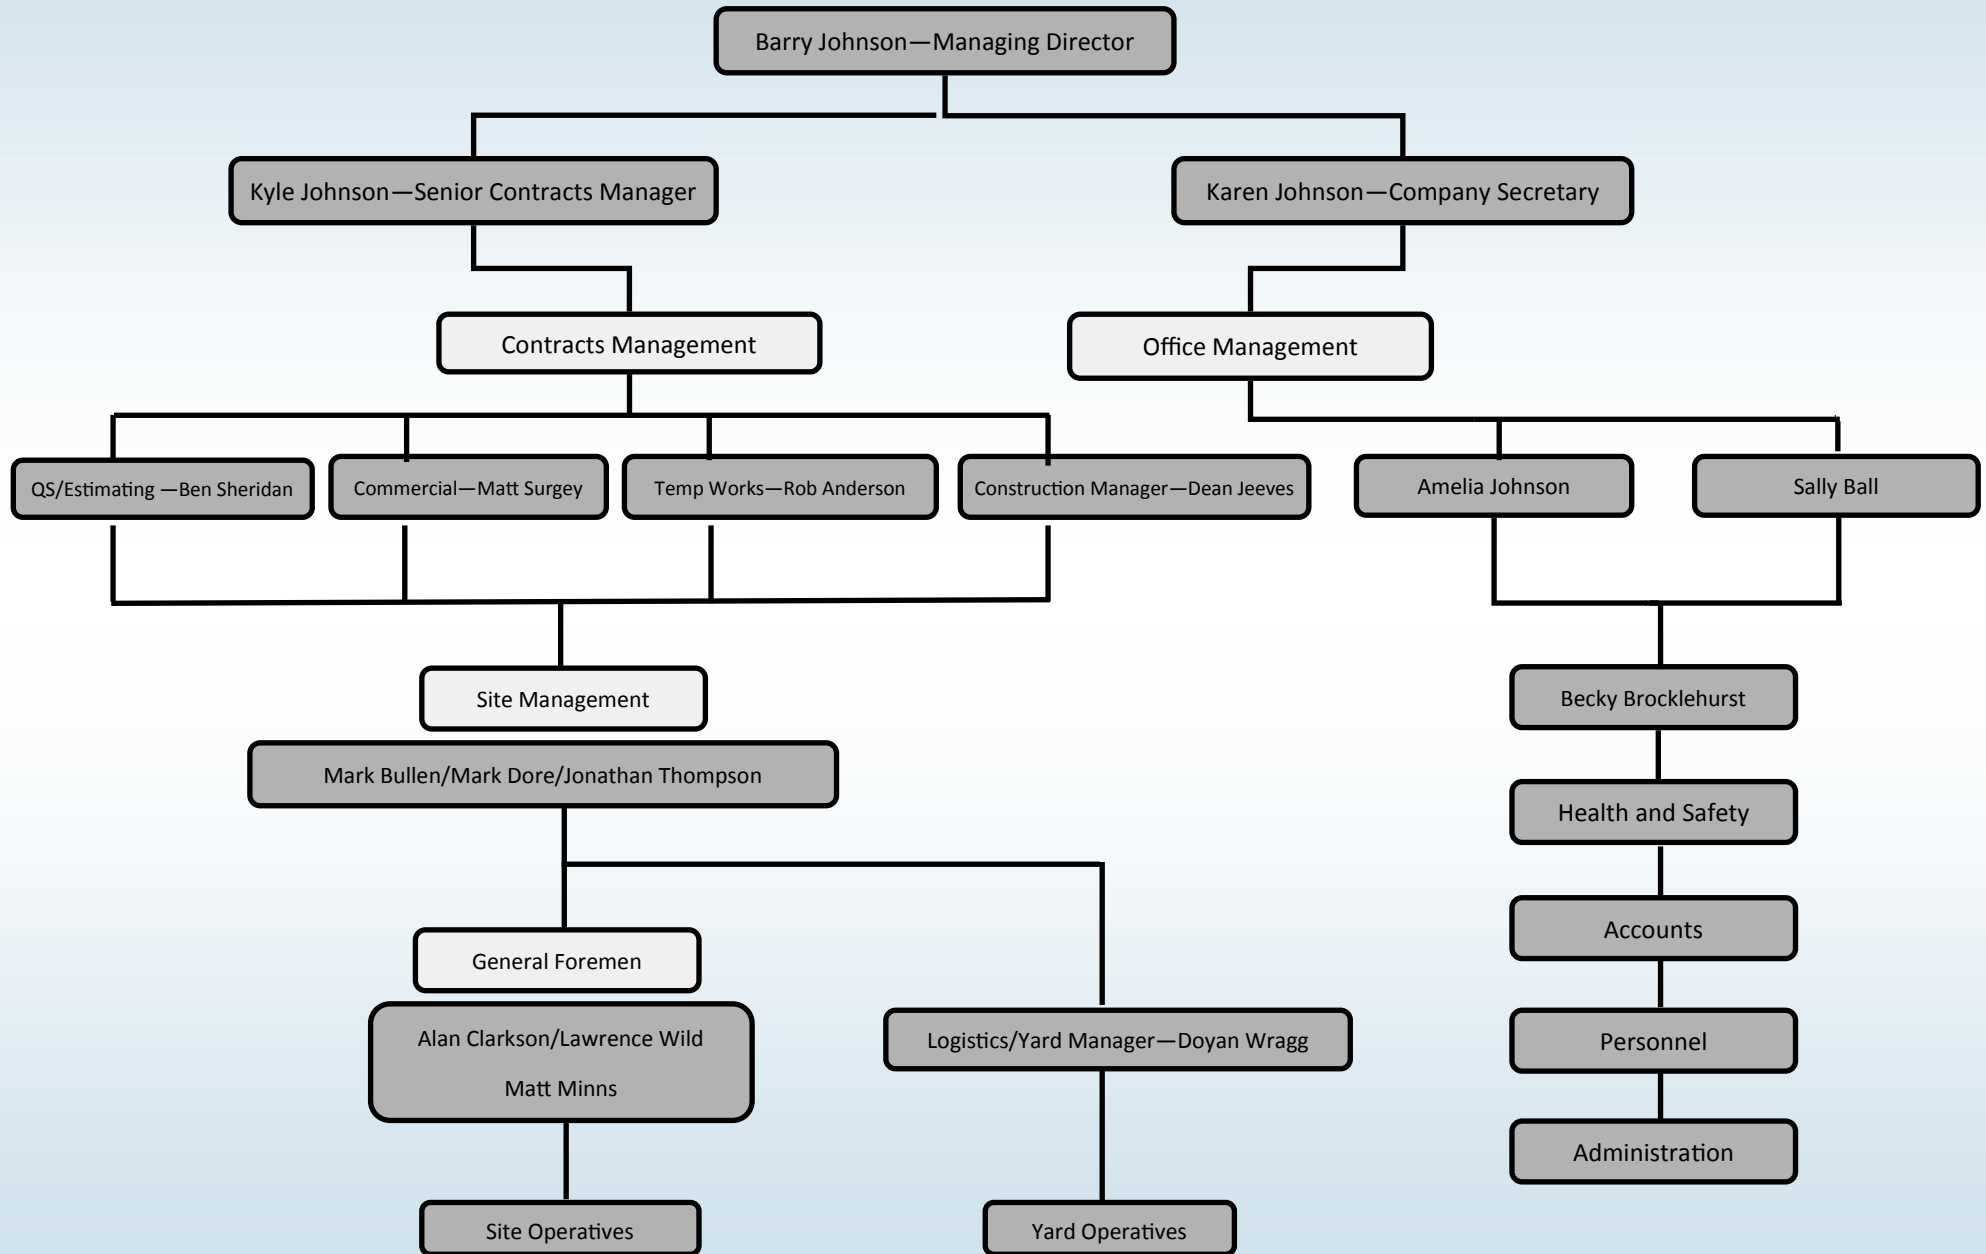 Barry Johnson—Managing Director
Kyle Johnson—Senior Contracts Manager
Karen Johnson—Company Secretary
Contracts Management
Office Management
QS/Estimating —Ben Sheridan
Commercial—Matt Surgey
Temp Works—Rob Anderson
Construction Manager—Dean Jeeves
Amelia Johnson
Sally Ball
Site Management
Becky Brocklehurst
Mark Bullen/Mark Dore/Jonathan Thompson
Health and Safety
Accounts
General Foremen
Alan Clarkson/Lawrence Wild
Matt Minns
Logistics/Yard Manager—Doyan Wragg
Personnel
Administration
Site Operatives
Yard Operatives